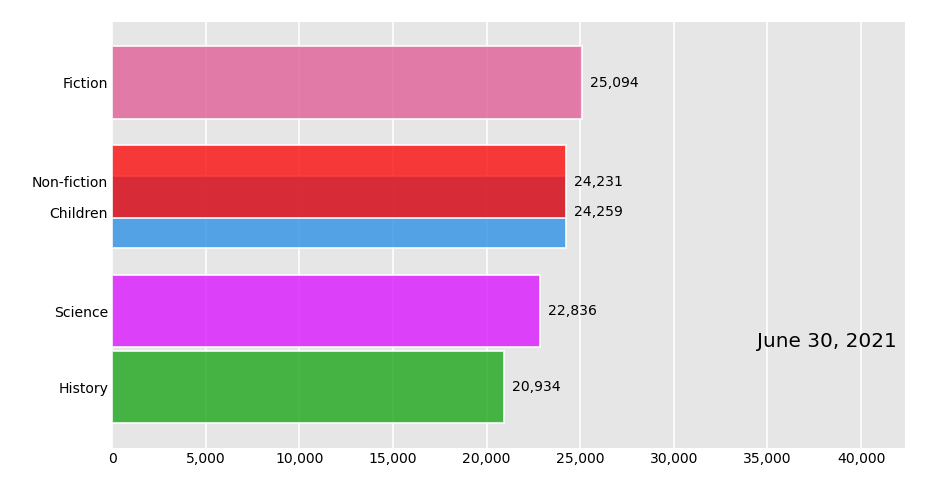 Fiction 25,094
Non-fiction 24,231
Children 24,259
Science 22,836
June 30, 2021
History 20,934
0 5,000 10,000 15,000 20,000 25,000 30,000 35,000 40,000